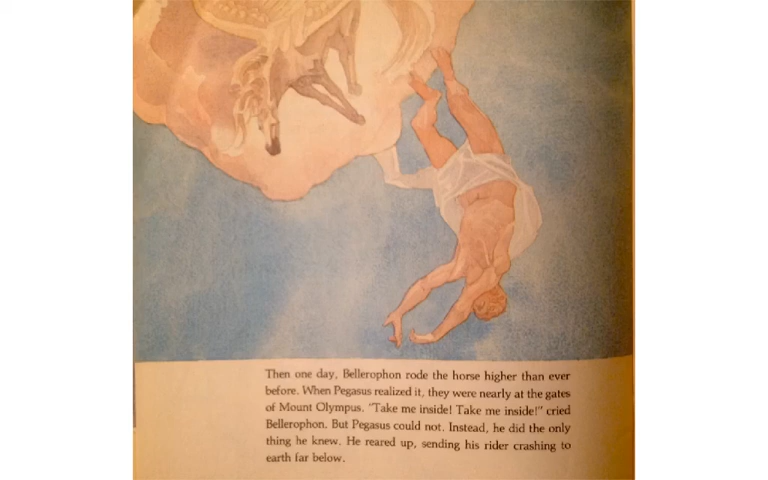 Then one day, Bellerophon rode the horse higher than ever
before. When Pegasus realized it, they were nearly at the gates
of Mount Olympus. "Take me inside! Take me inside!" cried
Bellerophon. But Pegasus could not. Instead, he did the only
thing he knew. He reared up, sending his rider crashing to
earth far below.